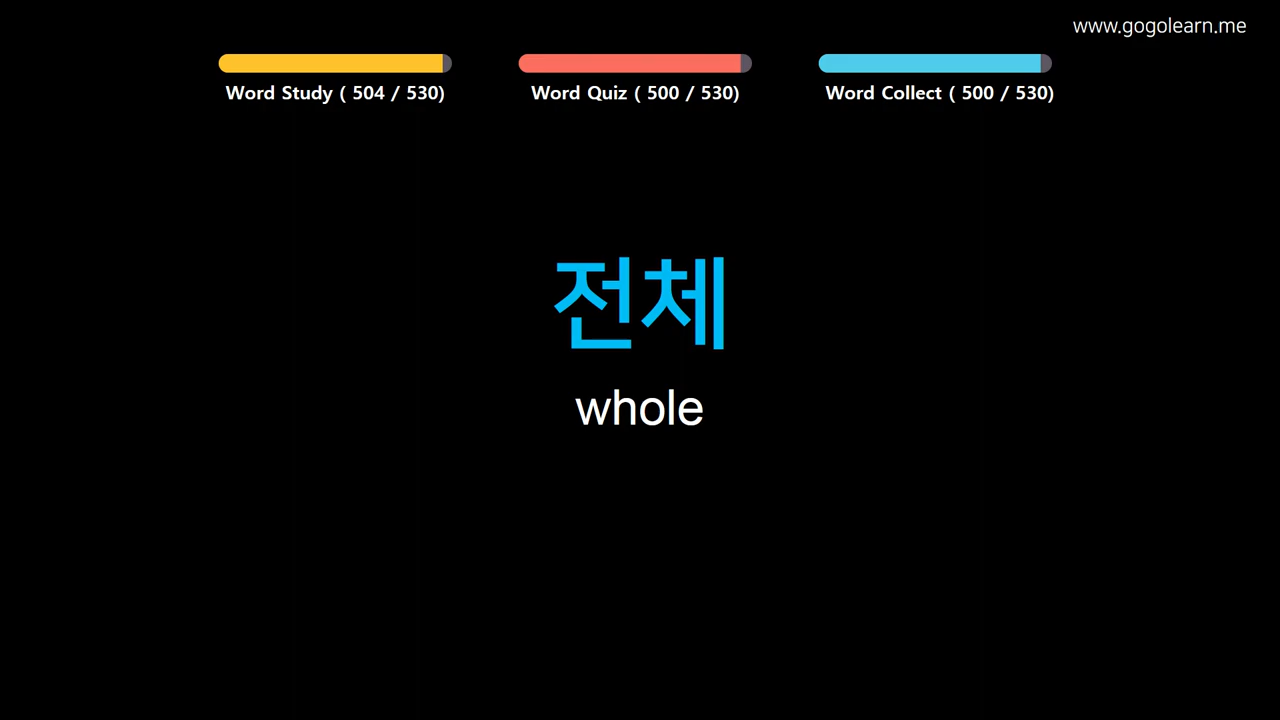 www.gogolearn.me
Word Study ( 504 / 530)
Word Quiz ( 500 / 530)
Word Collect ( 500 / 530)
전체
whole